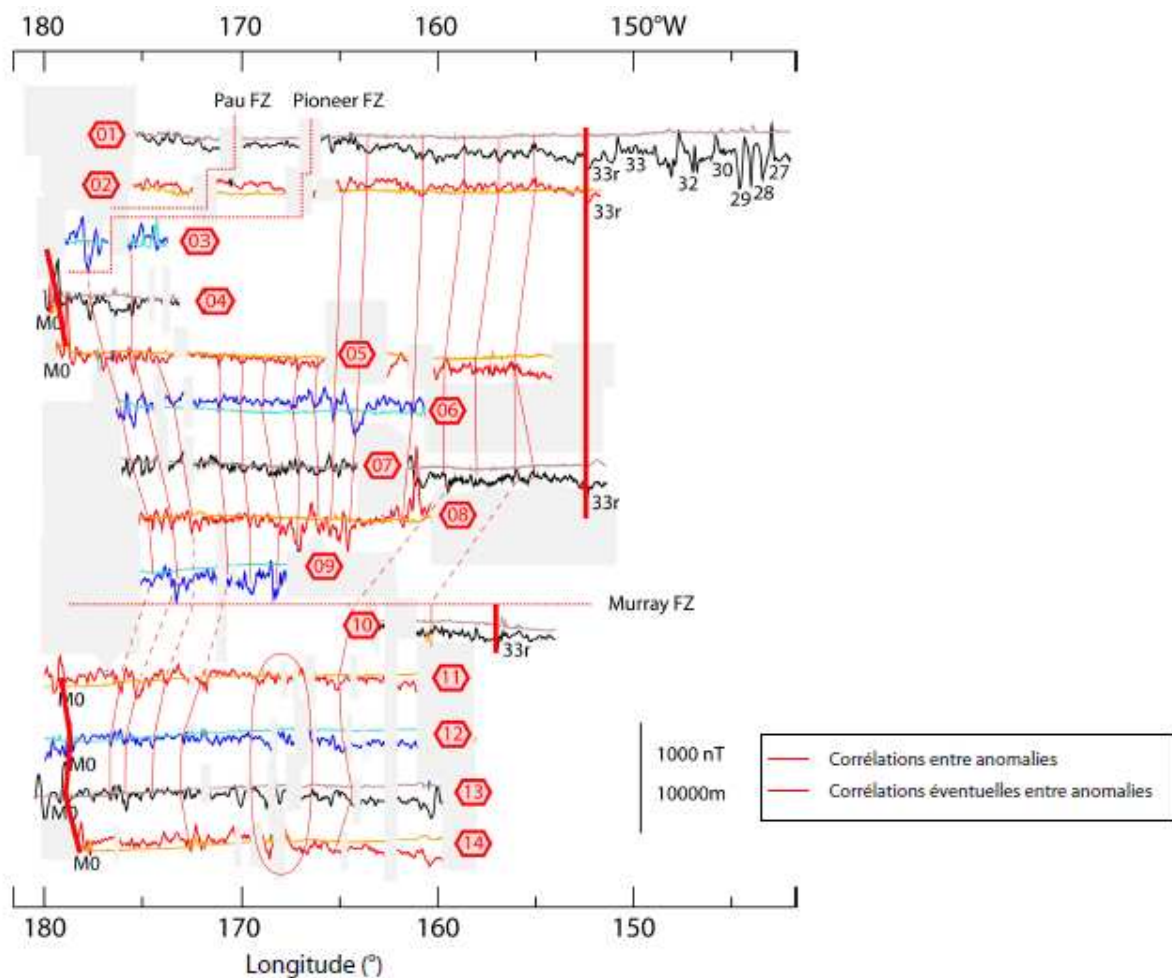 180 170 160 150°W
Pau FZ Pioneer FZ
01
33r 33 32 30 29 28 27
02
33r
03
04
M0
05
M0
06
07
33r
08
09
Murray FZ
10
33r
11
M0
12
M0
13
M0
14
M0
1000 nT
10000m
Corrélations entre anomalies
Corrélations éventuelles entre anomalies
180 170 160 150
Longitude (°)